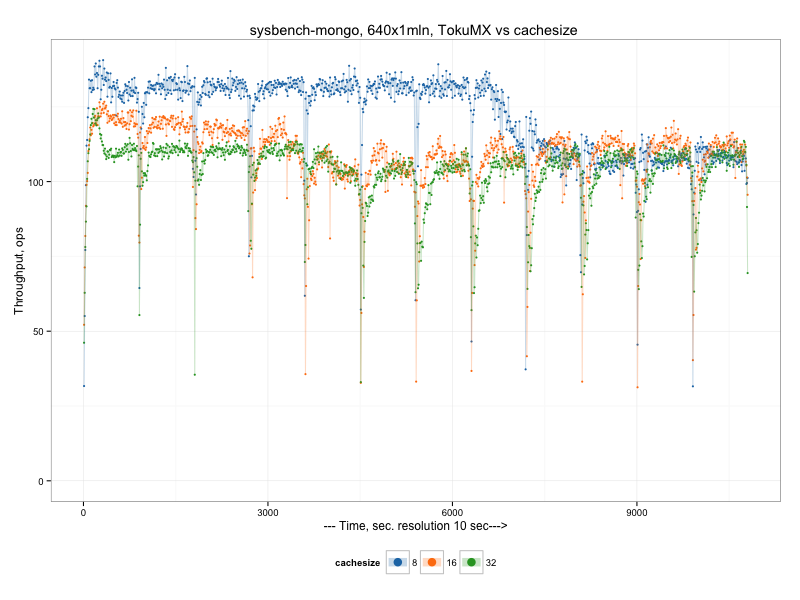 sysbench-mongo, 640x1mln, TokuMX vs cachesize
Throughput, ops
100
50
0
0 3000 6000 9000
--- Time, sec. resolution 10 sec--->
cachesize 8 16 32